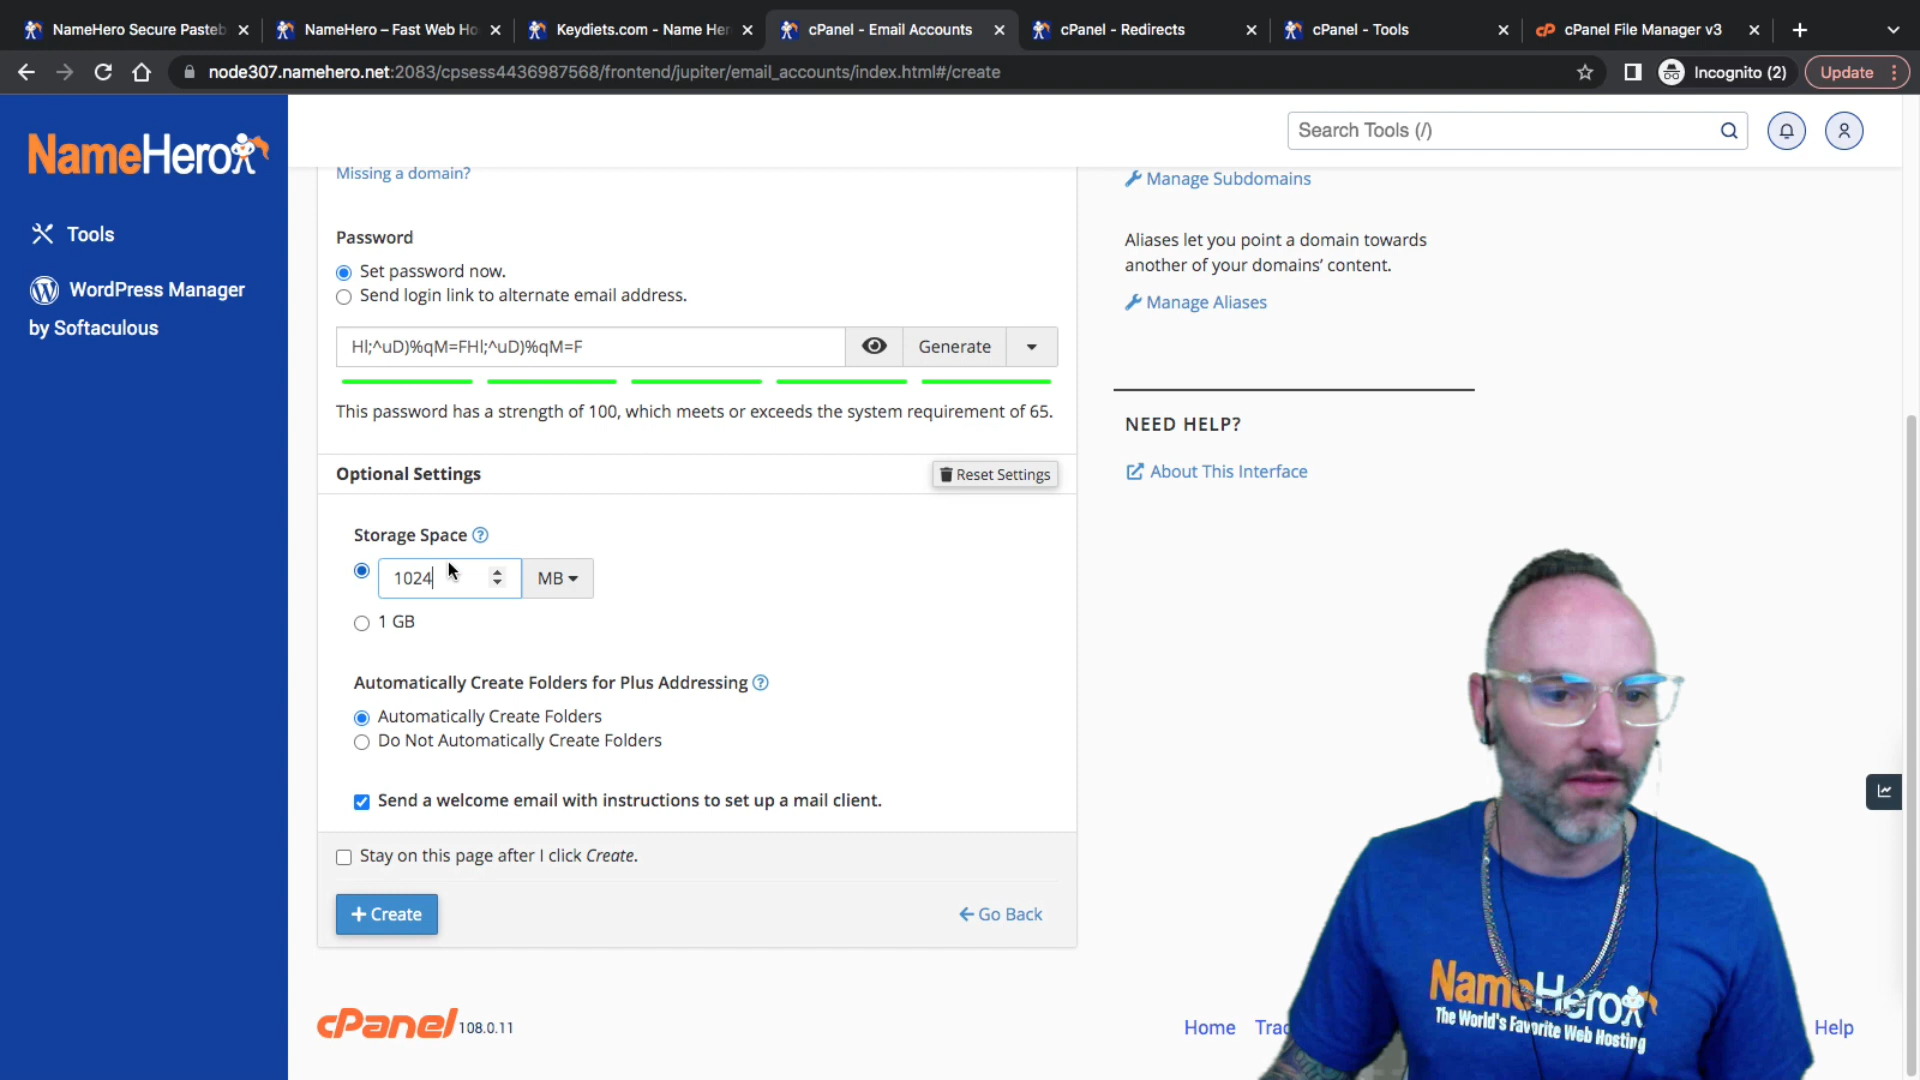 NameHero Secure Pasteb
NameHero – Fast Web Ho
Keydiets.com - Name Her
cPanel - Email Accounts
cPanel - Redirects
cPanel - Tools
cPanel File Manager v3
node307.namehero.net:2083/cpsess4436987568/frontend/jupiter/email_accounts/index.html#/create
Incognito (2)
Update
NameHero
Search Tools (/)
Tools
WordPress Manager
by Softaculous
Missing a domain?
Password
Set password now.
Send login link to alternate email address.
Hl;^uD)%qM=FHl;^uD)%qM=F
Generate
This password has a strength of 100, which meets or exceeds the system requirement of 65.
Optional Settings
Reset Settings
Storage Space
1024
MB
1 GB
Automatically Create Folders for Plus Addressing
Automatically Create Folders
Do Not Automatically Create Folders
Send a welcome email with instructions to set up a mail client.
Stay on this page after I click Create.
+ Create
Go Back
Manage Subdomains
Aliases let you point a domain towards
another of your domains’ content.
Manage Aliases
NEED HELP?
About This Interface
cPanel 108.0.11
Home
Trad
Help
NameHero
The World's Favorite Web Hosting